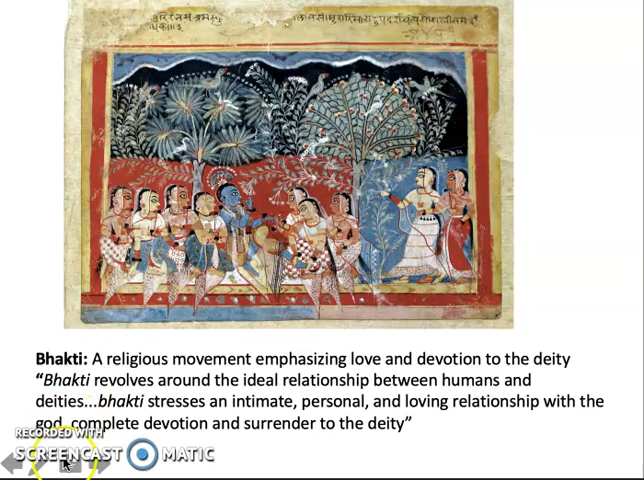 Bhakti: A religious movement emphasizing love and devotion to the deity
“Bhakti revolves around the ideal relationship between humans and
deities...bhakti stresses an intimate, personal, and loving relationship with the
god, complete devotion and surrender to the deity”
RECORDED WITH
SCREENCAST MATIC